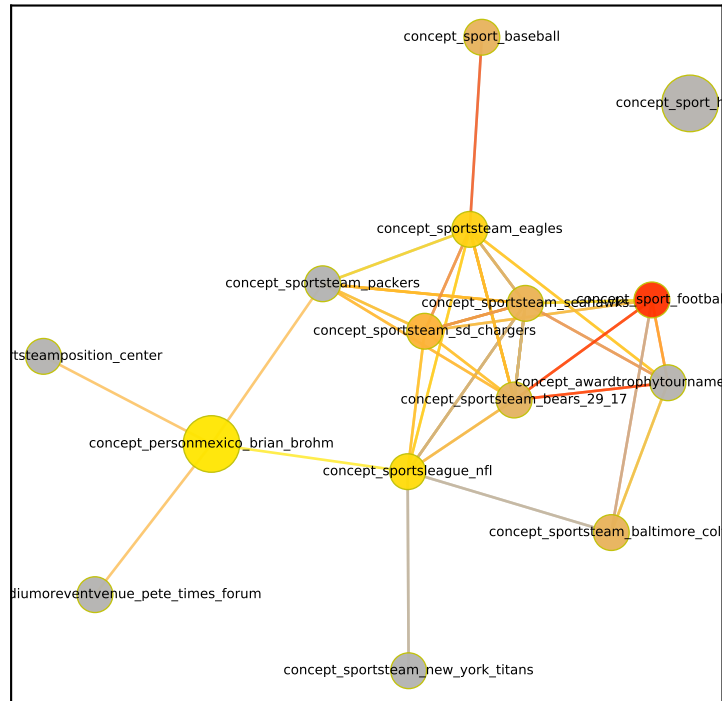 concept_sport_baseball
concept_sport_h
concept_sportsteam_eagles
concept_sportsteam_packers
concept_sportsteam_seahawks
concept_sport_footbal
concept_sportsteam_sd_chargers
rtsteamposition_center
concept_awardtrophytourname
concept_sportsteam_bears_29_17
concept_personmexico_brian_brohm
concept_sportsleague_nfl
concept_sportsteam_baltimore_col
diumoreventvenue_pete_times_forum
concept_sportsteam_new_york_titans